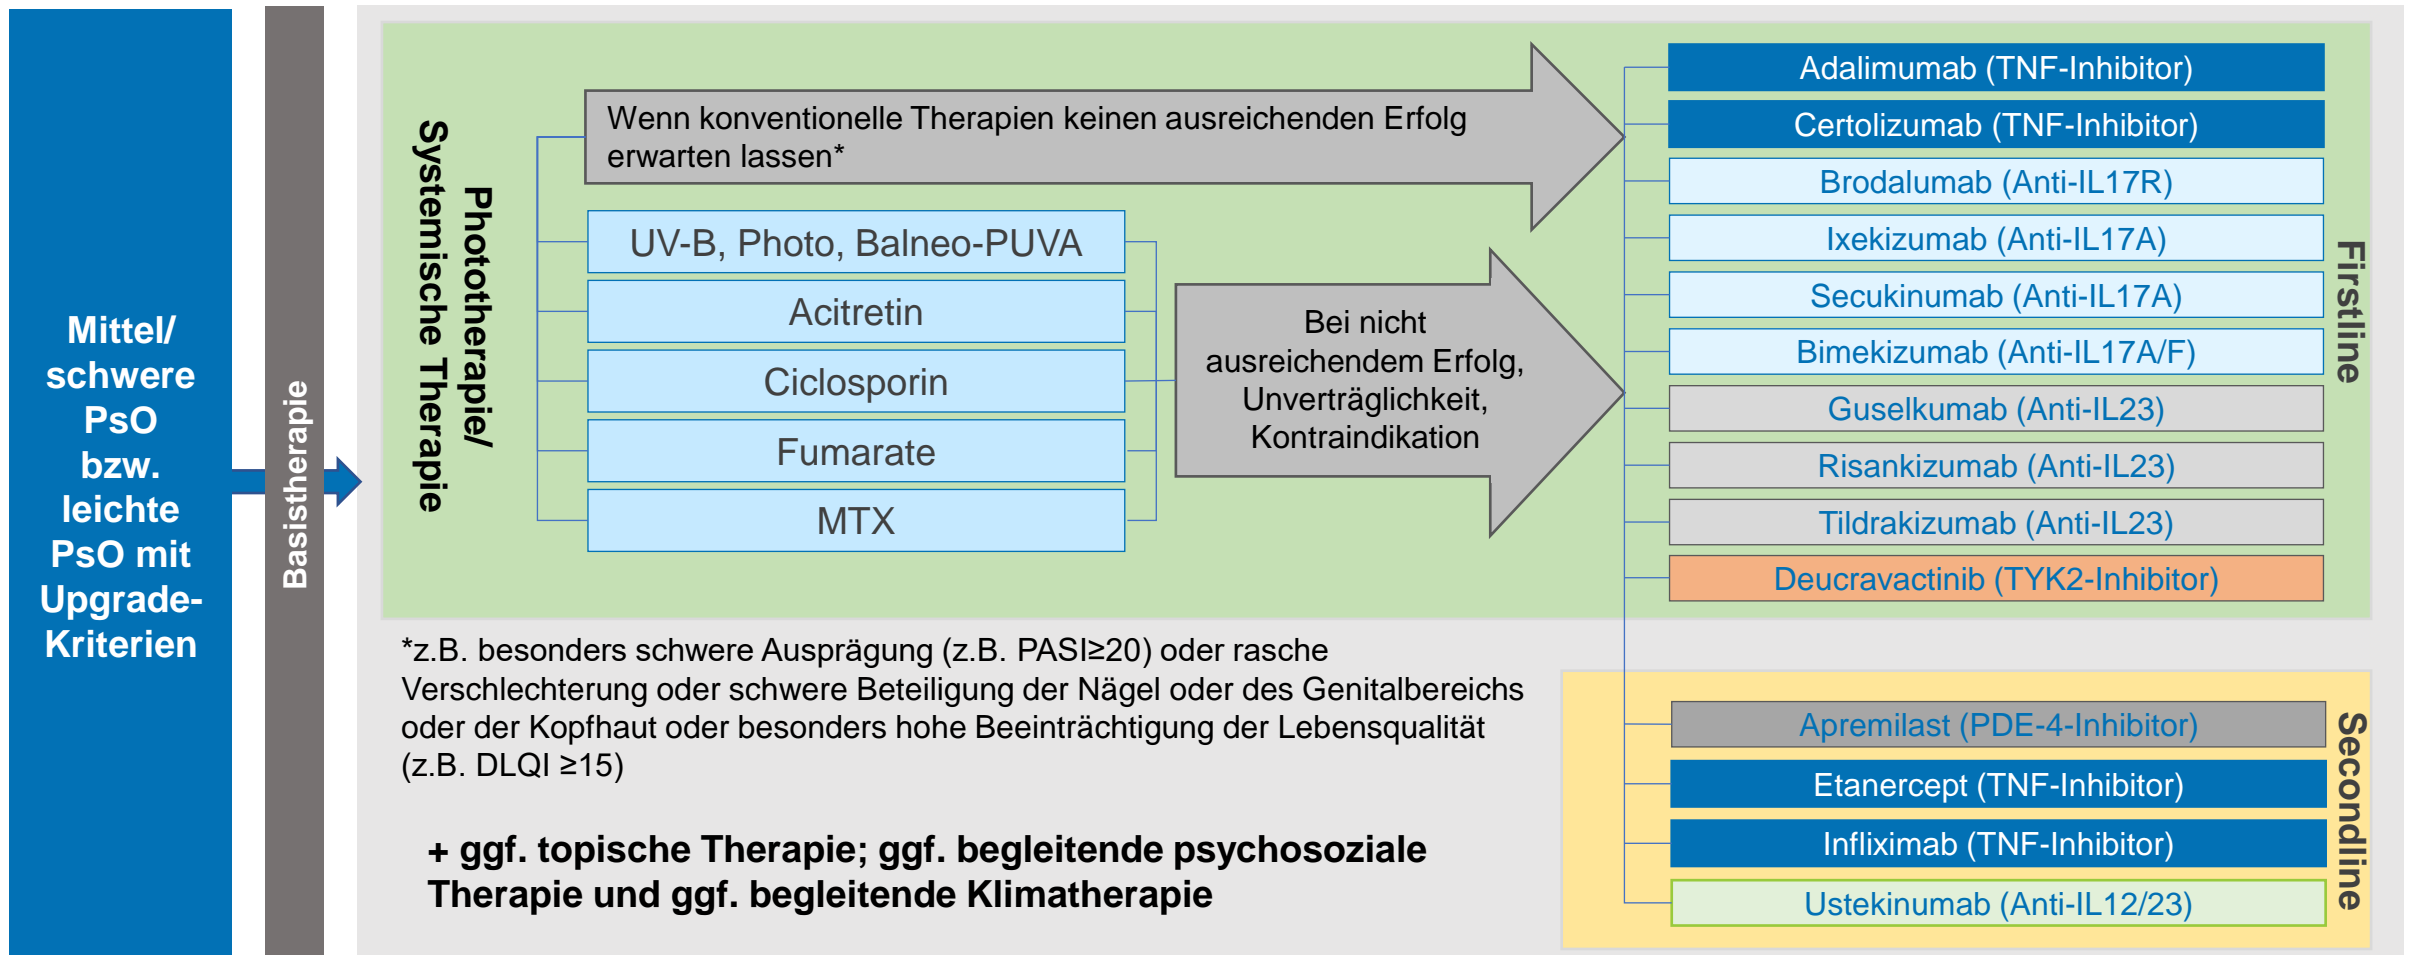 Mittel/
schwere
PsO
bzw.
leichte
PsO mit
Upgrade-
Kriterien
Basistherapie
Phototherapie/
Systemische Therapie
Wenn konventionelle Therapien keinen ausreichenden Erfolg
erwarten lassen*
UV-B, Photo, Balneo-PUVA
Acitretin
Ciclosporin
Fumarate
MTX
Bei nicht
ausreichendem Erfolg,
Unverträglichkeit,
Kontraindikation
Adalimumab (TNF-Inhibitor)
Certolizumab (TNF-Inhibitor)
Brodalumab (Anti-IL17R)
Ixekizumab (Anti-IL17A)
Secukinumab (Anti-IL17A)
Bimekizumab (Anti-IL17A/F)
Guselkumab (Anti-IL23)
Risankizumab (Anti-IL23)
Tildrakizumab (Anti-IL23)
Deucravactinib (TYK2-Inhibitor)
Firstline
*z.B. besonders schwere Ausprägung (z.B. PASI≥20) oder rasche
Verschlechterung oder schwere Beteiligung der Nägel oder des Genitalbereichs
oder der Kopfhaut oder besonders hohe Beeinträchtigung der Lebensqualität
(z.B. DLQI ≥15)
+ ggf. topische Therapie; ggf. begleitende psychosoziale
Therapie und ggf. begleitende Klimatherapie
Apremilast (PDE-4-Inhibitor)
Etanercept (TNF-Inhibitor)
Infliximab (TNF-Inhibitor)
Ustekinumab (Anti-IL12/23)
Secondline